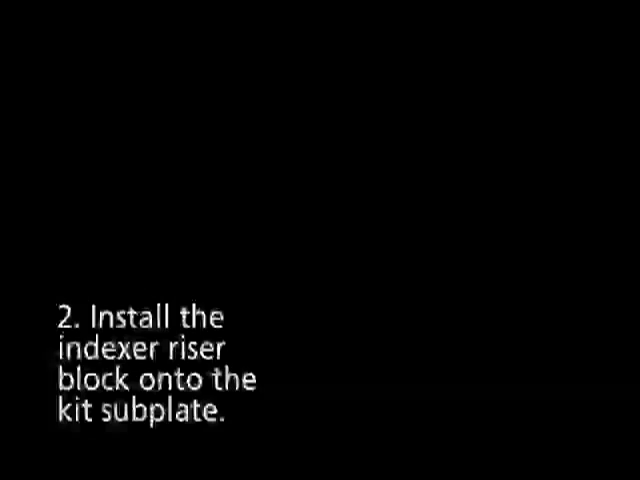 2. Install the
indexer riser
block onto the
kit subplate.